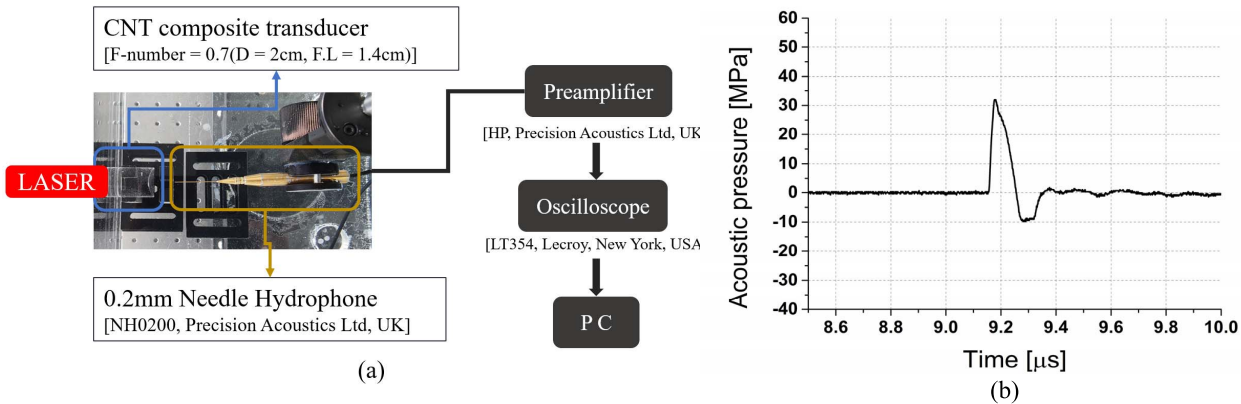 CNT composite transducer
[F-number = 0.7(D = 2cm, F.L = 1.4cm)]
LASER
0.2mm Needle Hydrophone
[NH0200, Precision Acoustics Ltd, UK]
Preamplifier
[HP, Precision Acoustics Ltd, UK
Oscilloscope
[LT354, Lecroy, New York, USA
P C
(a)
Acoustic pressure [MPa]
60
50
40
30
20
10
0
-10
-20
-30
-40
8.6 8.8 9.0 9.2 9.4 9.6 9.8 10.0
Time [μs]
(b)